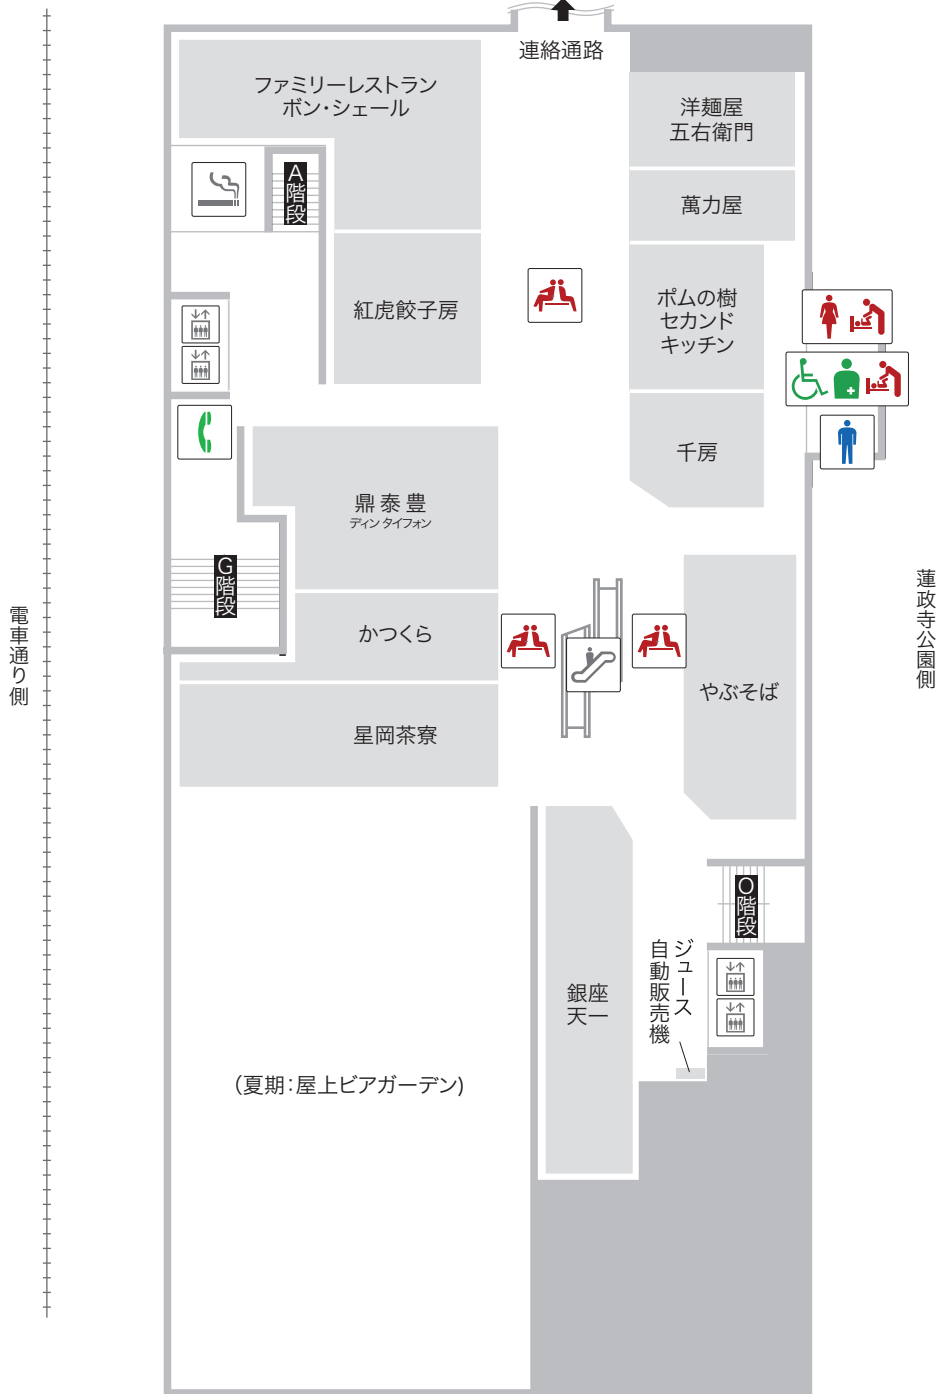 連絡通路
ファミリーレストラン
ボン・シェール
洋麺屋
五右衛門
A階段
萬力屋
紅虎餃子房
ポムの樹
セカンド
キッチン
千房
鼎泰豊
ディンタイフォン
G階段
かつくら
電車通り側
蓮政寺公園側
やぶそば
星岡茶寮
O階段
ジュース
自動販売機
銀座
天一
(夏期:屋上ビアガーデン)